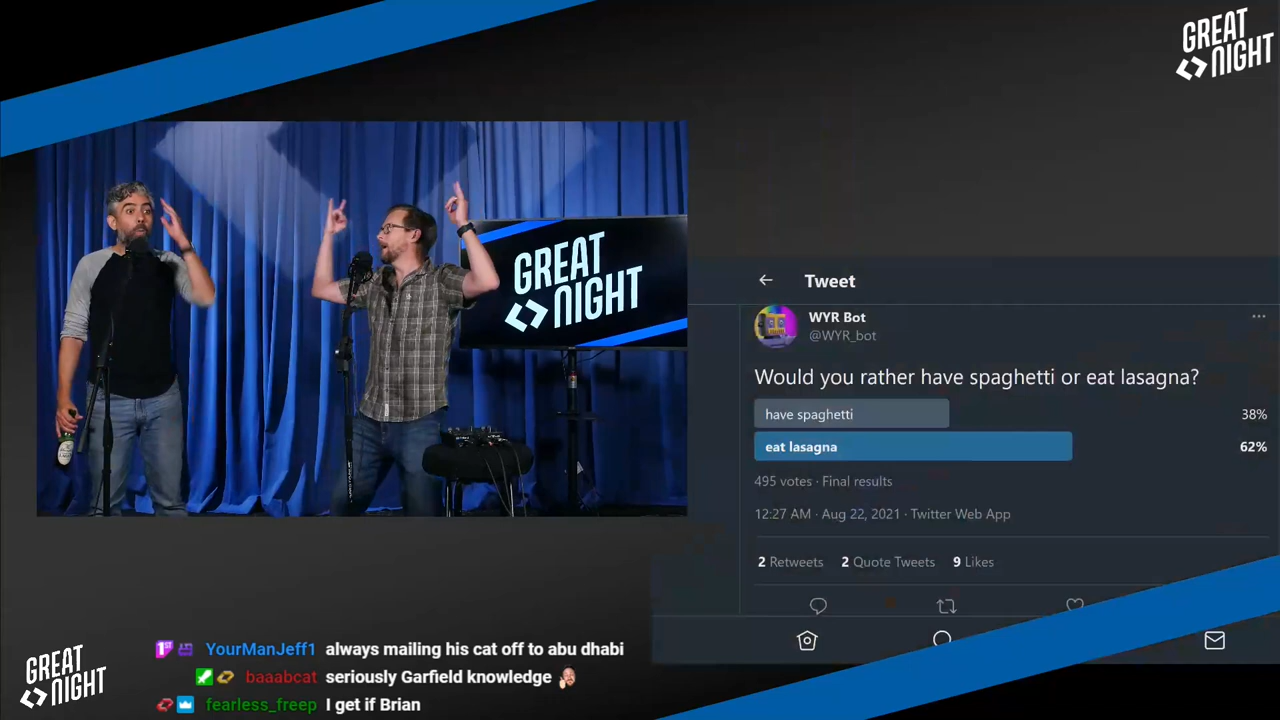 GREAT
NIGHT
GREAT
NIGHT
Tweet
WYR Bot
@WYR_bot
Would you rather have spaghetti or eat lasagna?
have spaghetti 38%
eat lasagna 62%
495 votes · Final results
12:27 AM · Aug 22, 2021 · Twitter Web App
2 Retweets 2 Quote Tweets 9 Likes
GREAT
NIGHT
1ST YourManJeff1 always mailing his cat off to abu dhabi
baaabcat seriously Garfield knowledge
fearless_freep I get if Brian